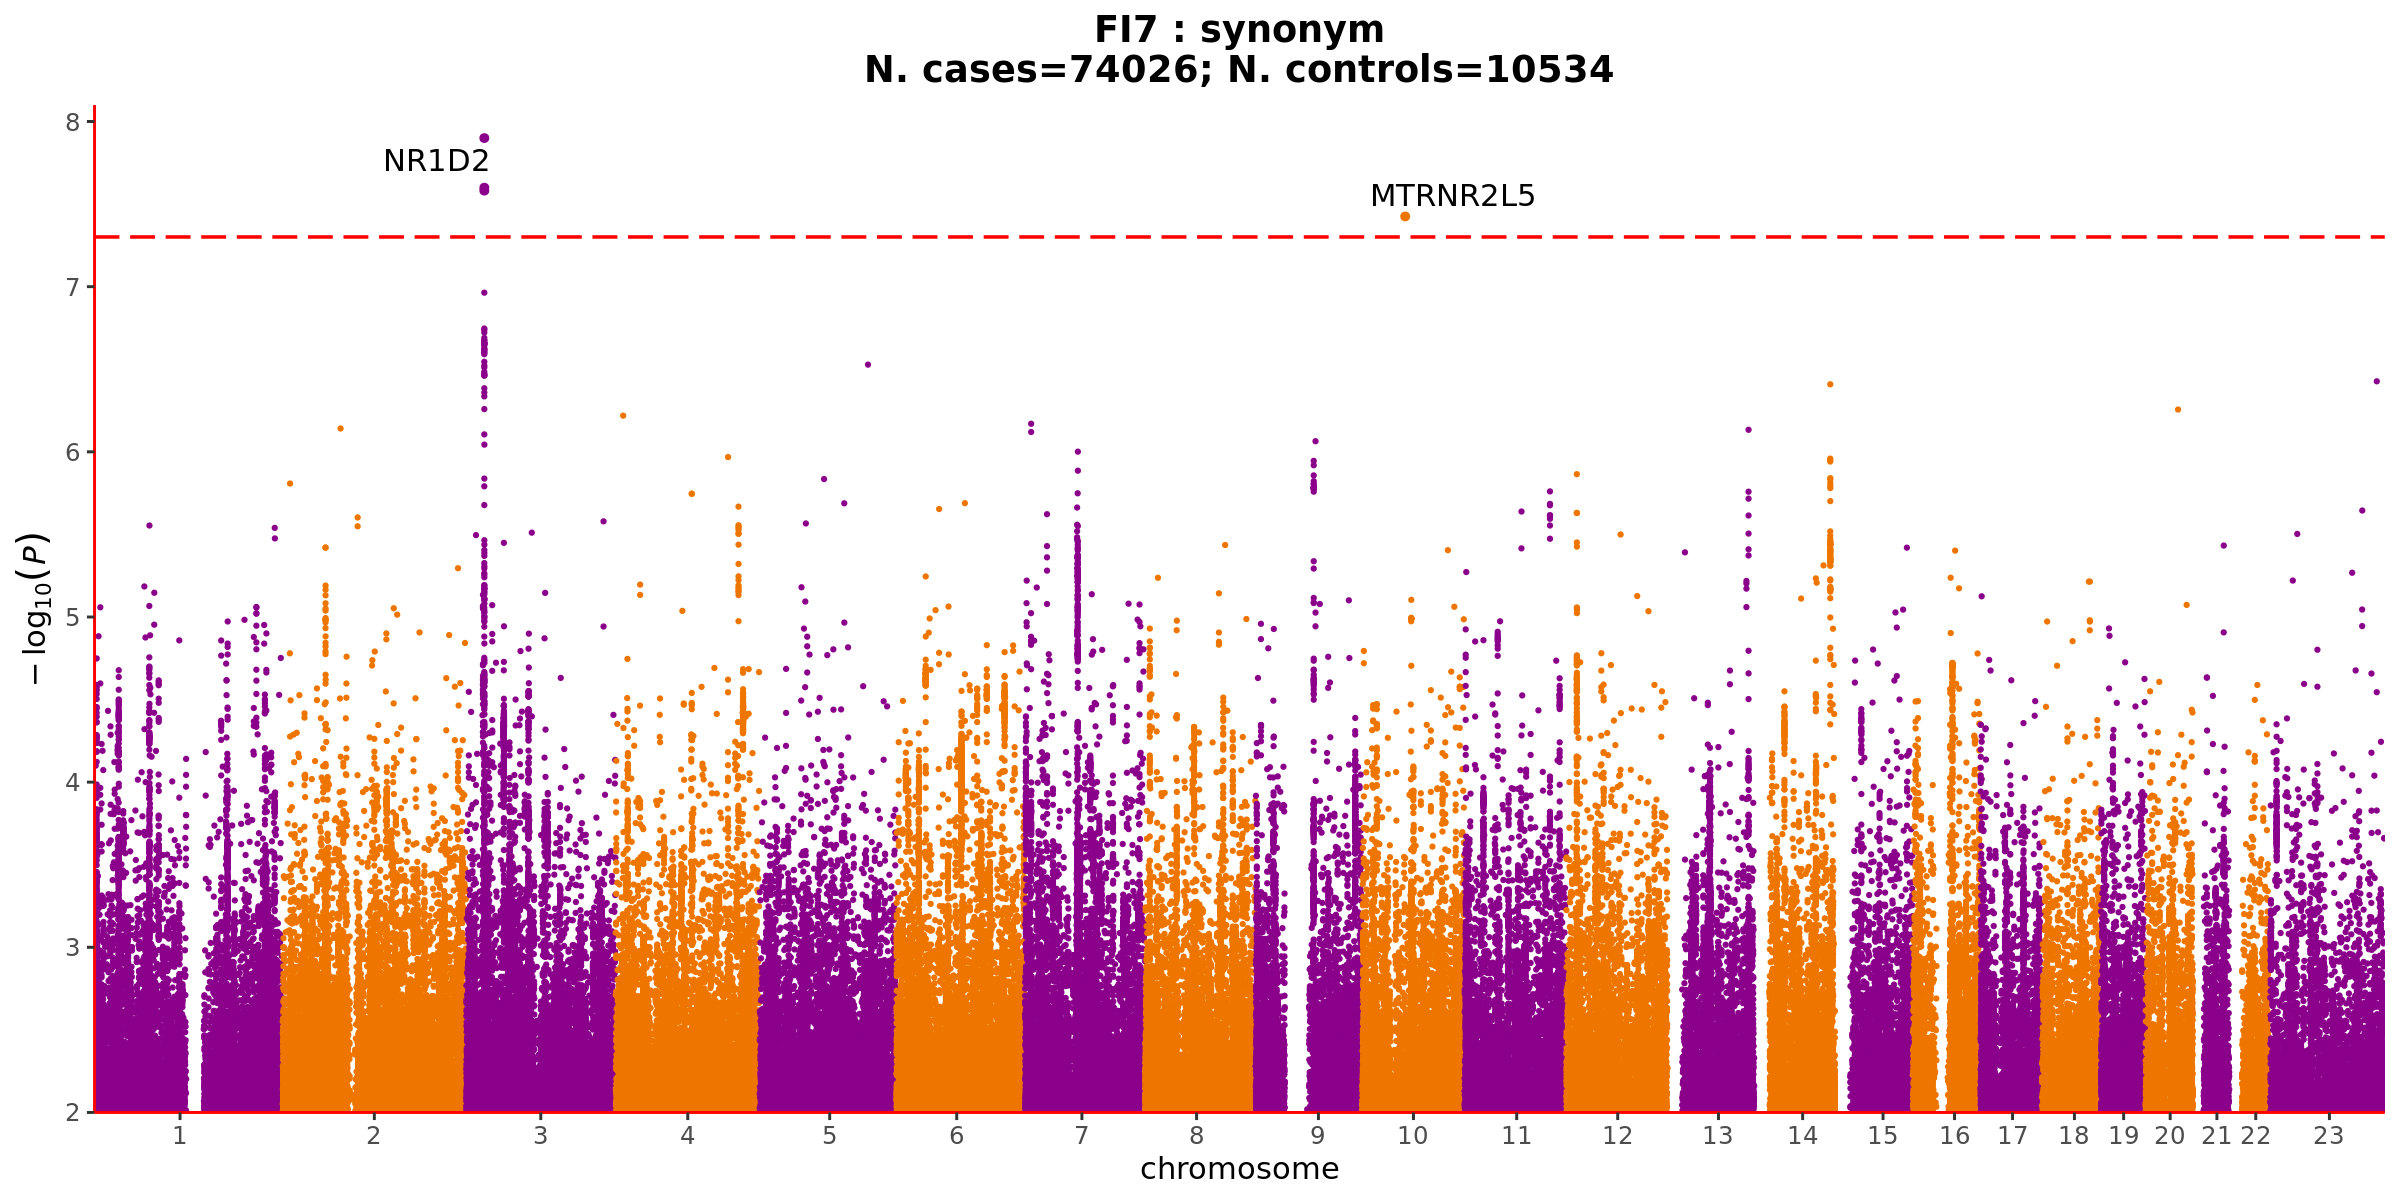 FI7 : synonym
N. cases=74026; N. controls=10534
8
NR1D2
MTRNR2L5
7
6
− log10(P)
5
4
3
2
1 2 3 4 5 6 7 8 9 10 11 12 13 14 15 16 17 18 19 20 21 22 23
chromosome